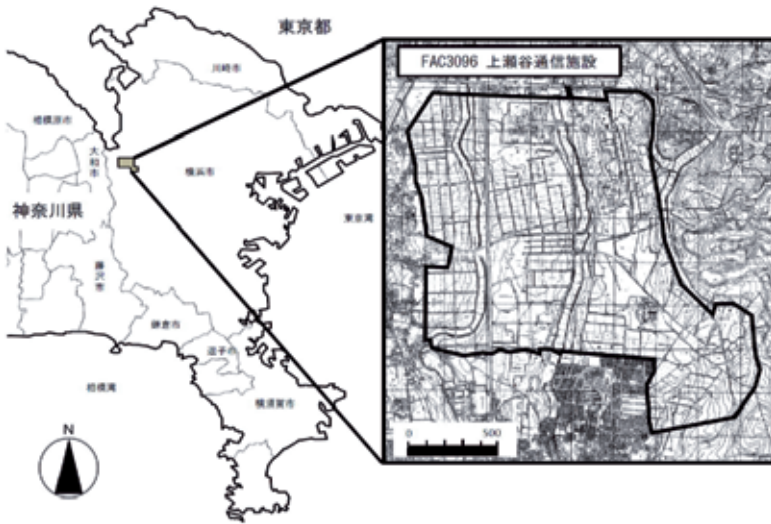 東京都
川崎市
相模原市
大和市
横浜市
神奈川県
東京湾
藤沢市
鎌倉市
逗子市
相模湾
横須賀市
N
FAC3096 上瀬谷通信施設
0 500